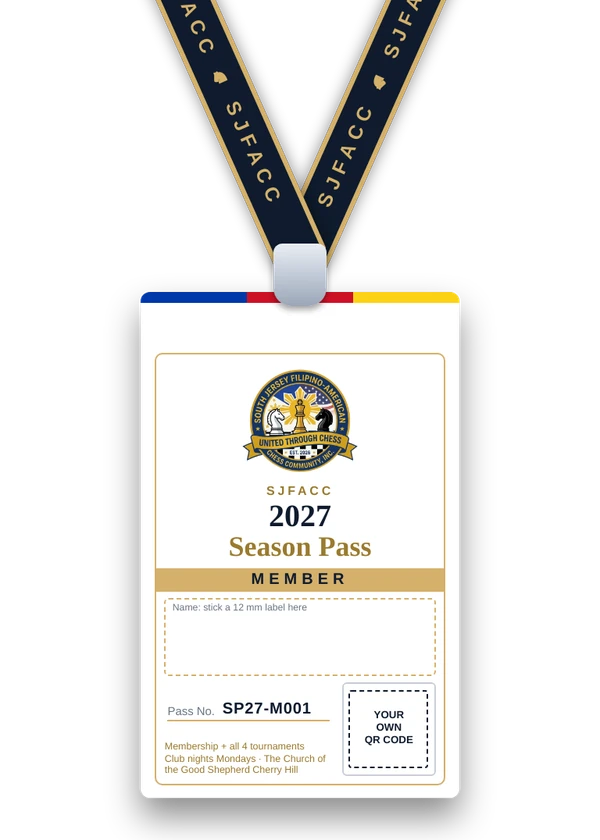 ACC
SJFACC
SJFA
SJFACC
SOUTH JERSEY FILIPINO-AMERICAN
UNITED THROUGH CHESS
EST. 2026
CHESS COMMUNITY, INC.
SJFACC
2027
Season Pass
MEMBER
Name: stick a 12 mm label here
Pass No. SP27-M001
YOUR
OWN
QR CODE
Membership + all 4 tournaments
Club nights Mondays · The Church of
the Good Shepherd Cherry Hill